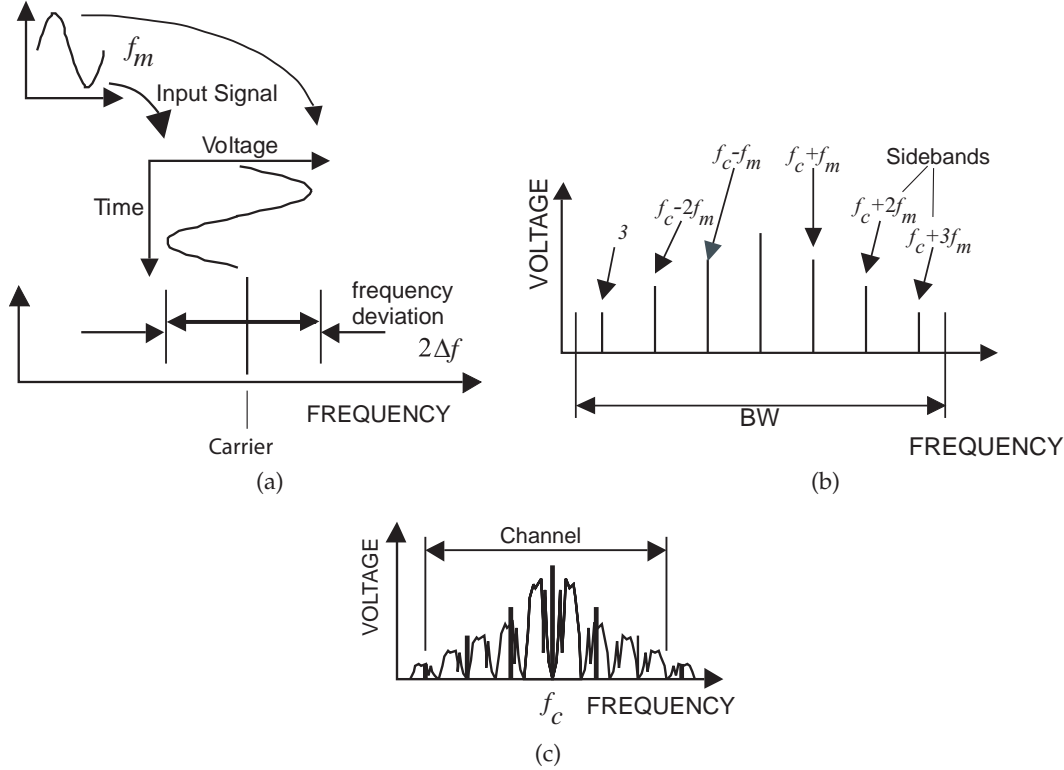 f_m
Input Signal
Voltage
Time
frequency
deviation
2Δf
FREQUENCY
Carrier
(a)
VOLTAGE
3
f_c-2f_m
f_c-f_m
f_c+f_m
Sidebands
f_c+2f_m
f_c+3f_m
BW
FREQUENCY
(b)
VOLTAGE
Channel
f_c
FREQUENCY
(c)